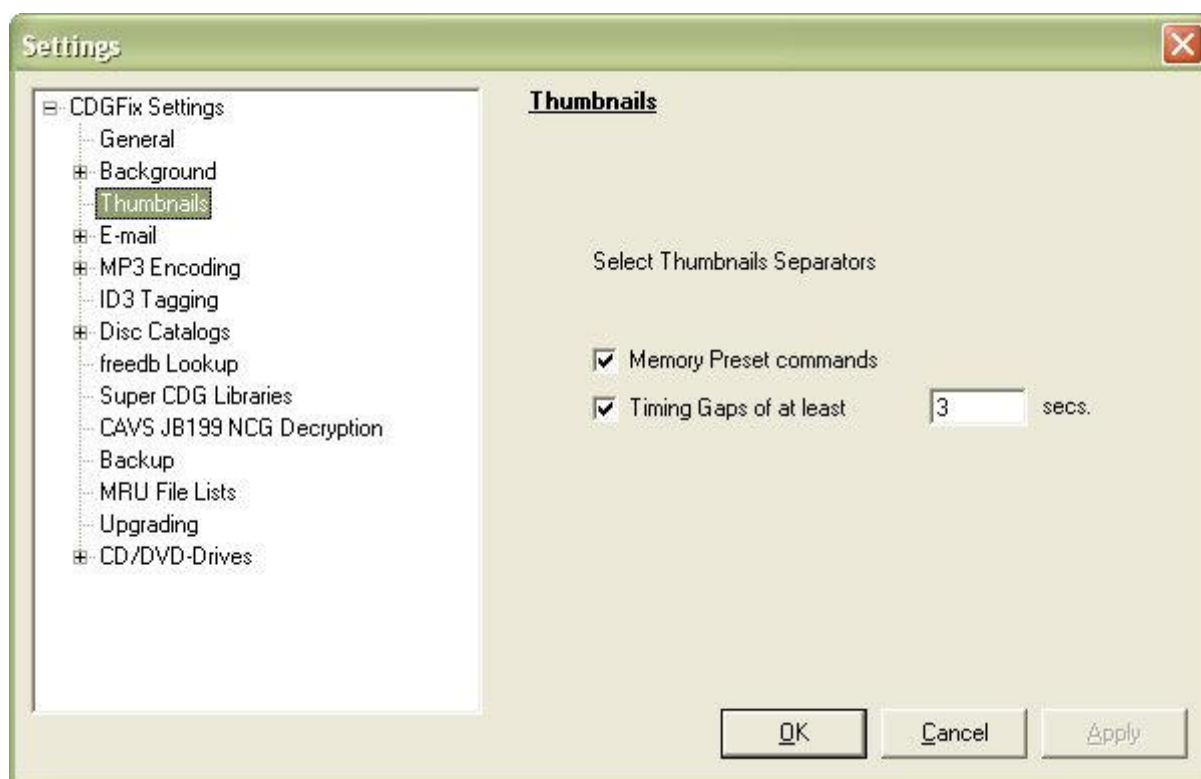 Settings
CDGFix Settings
General
Background
Thumbnails
E-mail
MP3 Encoding
ID3 Tagging
Disc Catalogs
freedb Lookup
Super CDG Libraries
CAVS JB199 NCG Decryption
Backup
MRU File Lists
Upgrading
CD/DVD-Drives
Thumbnails
Select Thumbnails Separators
Memory Preset commands
Timing Gaps of at least 3 secs.
OK Cancel Apply